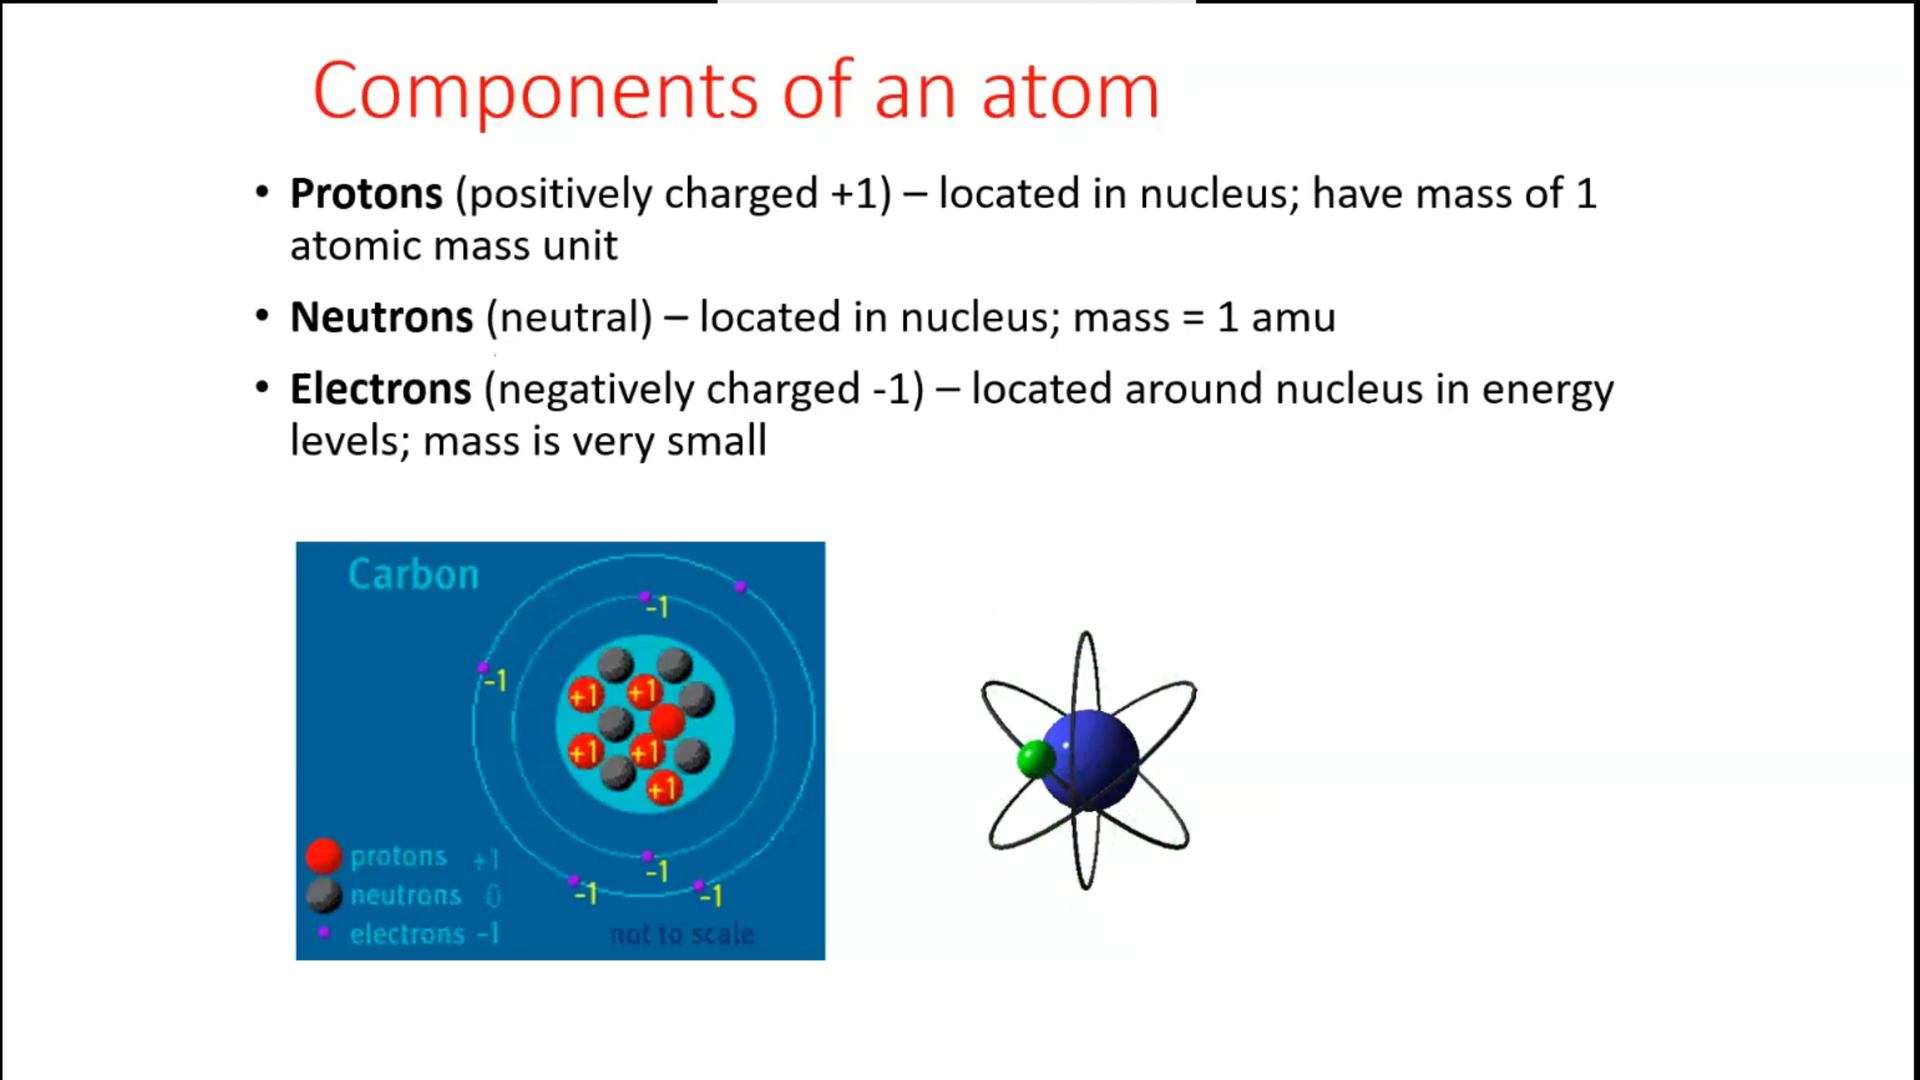 Components of an atom
• Protons (positively charged +1) – located in nucleus; have mass of 1
atomic mass unit
• Neutrons (neutral) – located in nucleus; mass = 1 amu
• Electrons (negatively charged -1) – located around nucleus in energy
levels; mass is very small
Carbon
-1
-1
+1 +1
+1 +1
+1
-1
-1 -1
protons +1
neutrons 0
electrons -1
not to scale